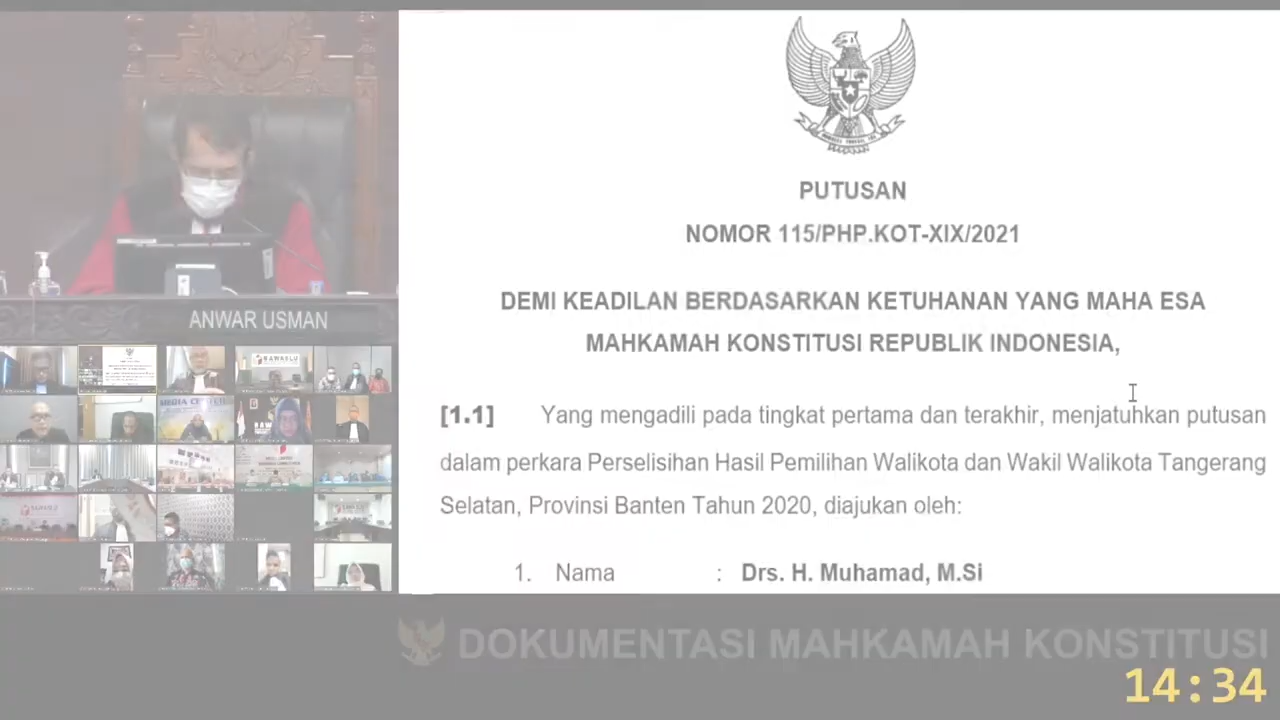 PUTUSAN
NOMOR 115/PHP.KOT-XIX/2021
DEMI KEADILAN BERDASARKAN KETUHANAN YANG MAHA ESA
MAHKAMAH KONSTITUSI REPUBLIK INDONESIA,
[1.1] Yang mengadili pada tingkat pertama dan terakhir, menjatuhkan putusan
dalam perkara Perselisihan Hasil Pemilihan Walikota dan Wakil Walikota Tangerang
Selatan, Provinsi Banten Tahun 2020, diajukan oleh:
1. Nama : Drs. H. Muhamad, M.Si
ANWAR USMAN
BAWASLU
MEDIA CENTER
DOKUMENTASI MAHKAMAH KONSTITUSI
14:34